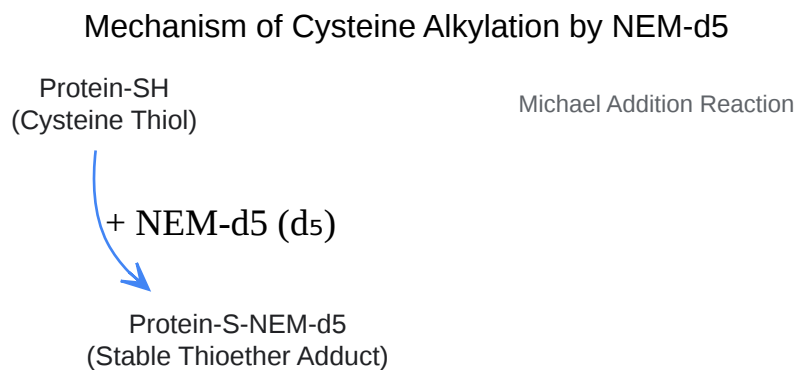 Mechanism of Cysteine Alkylation by NEM-d5
Protein-SH
(Cysteine Thiol)
Michael Addition Reaction
+ NEM-d5 (d₅)
Protein-S-NEM-d5
(Stable Thioether Adduct)